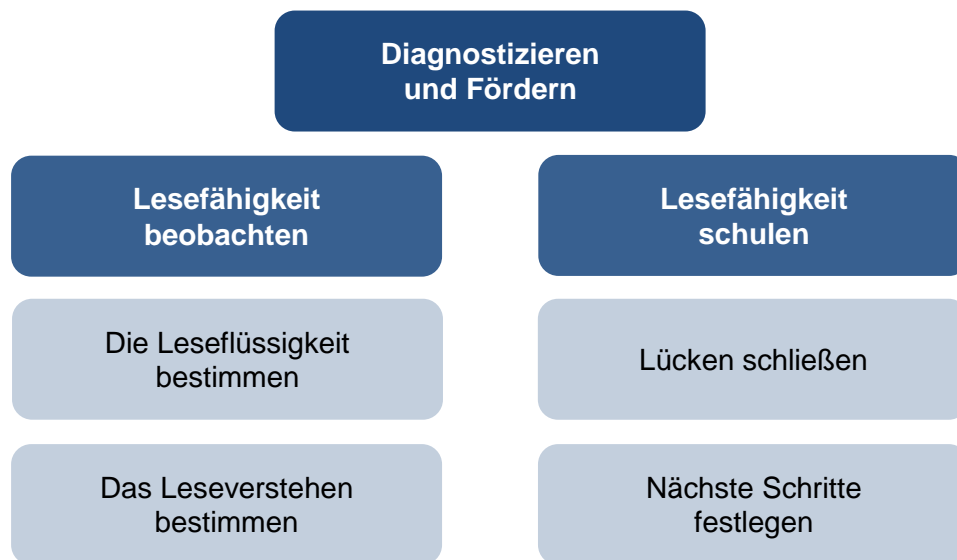 Diagnostizieren
und Fördern
Lesefähigkeit
beobachten
Lesefähigkeit
schulen
Die Leseflüssigkeit
bestimmen
Lücken schließen
Das Leseverstehen
bestimmen
Nächste Schritte
festlegen